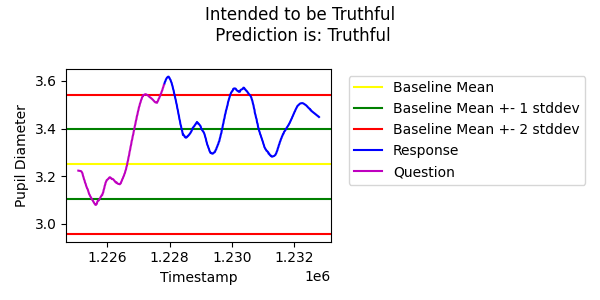 Intended to be Truthful
Prediction is: Truthful
3.6
3.4
3.2
3.0
Pupil Diameter
1.226
1.228
1.230
1.232
1e6
Timestamp
Baseline Mean
Baseline Mean +- 1 stddev
Baseline Mean +- 2 stddev
Response
Question